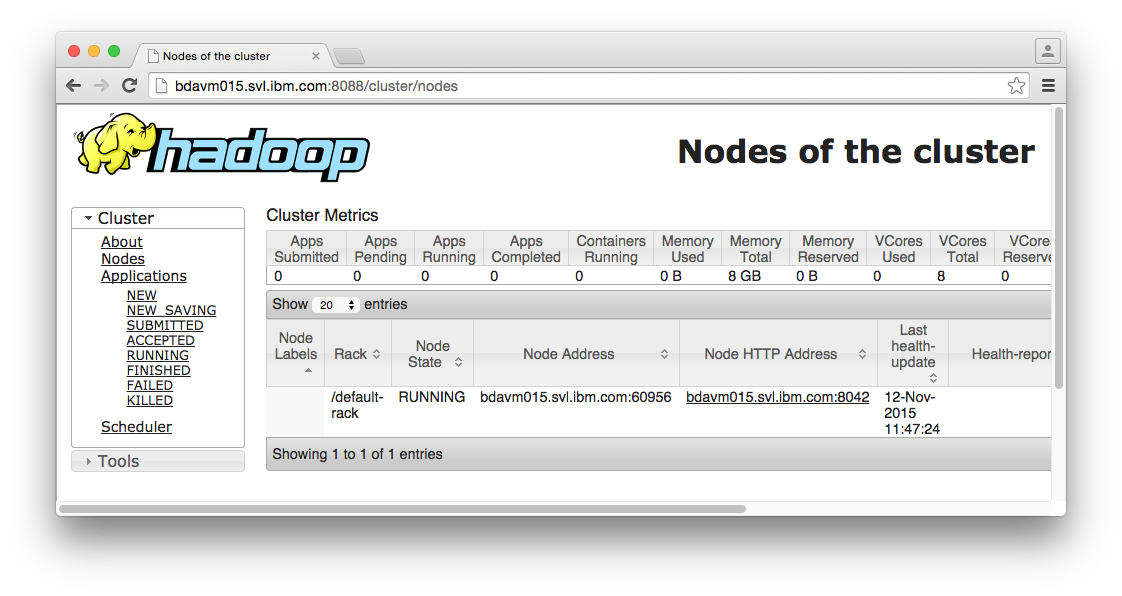 Nodes of the cluster
bdavm015.svl.ibm.com:8088/cluster/nodes
hadoop
Nodes of the cluster
Cluster
About
Nodes
Applications
NEW
NEW_SAVING
SUBMITTED
ACCEPTED
RUNNING
FINISHED
FAILED
KILLED
Scheduler
Tools
Cluster Metrics
Apps Submitted Apps Pending Apps Running Apps Completed Containers Running Memory Used Memory Total Memory Reserved VCores Used VCores Total VCores Reserve
0 0 0 0 0 0 B 8 GB 0 B 0 8 0
Show 20 entries
Node Labels Rack Node State Node Address Node HTTP Address Last health-update Health-repor
/default-rack RUNNING bdavm015.svl.ibm.com:60956 bdavm015.svl.ibm.com:8042 12-Nov-2015 11:47:24
Showing 1 to 1 of 1 entries